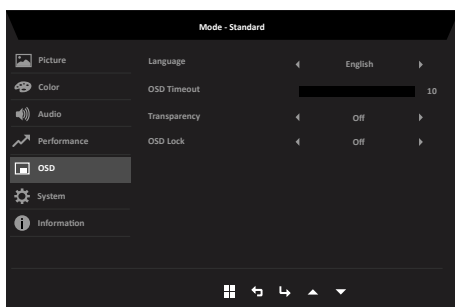 Mode - Standard
Picture
Language
English
Color
OSD Timeout
10
Audio
Transparency
Off
Performance
OSD Lock
Off
OSD
System
Information